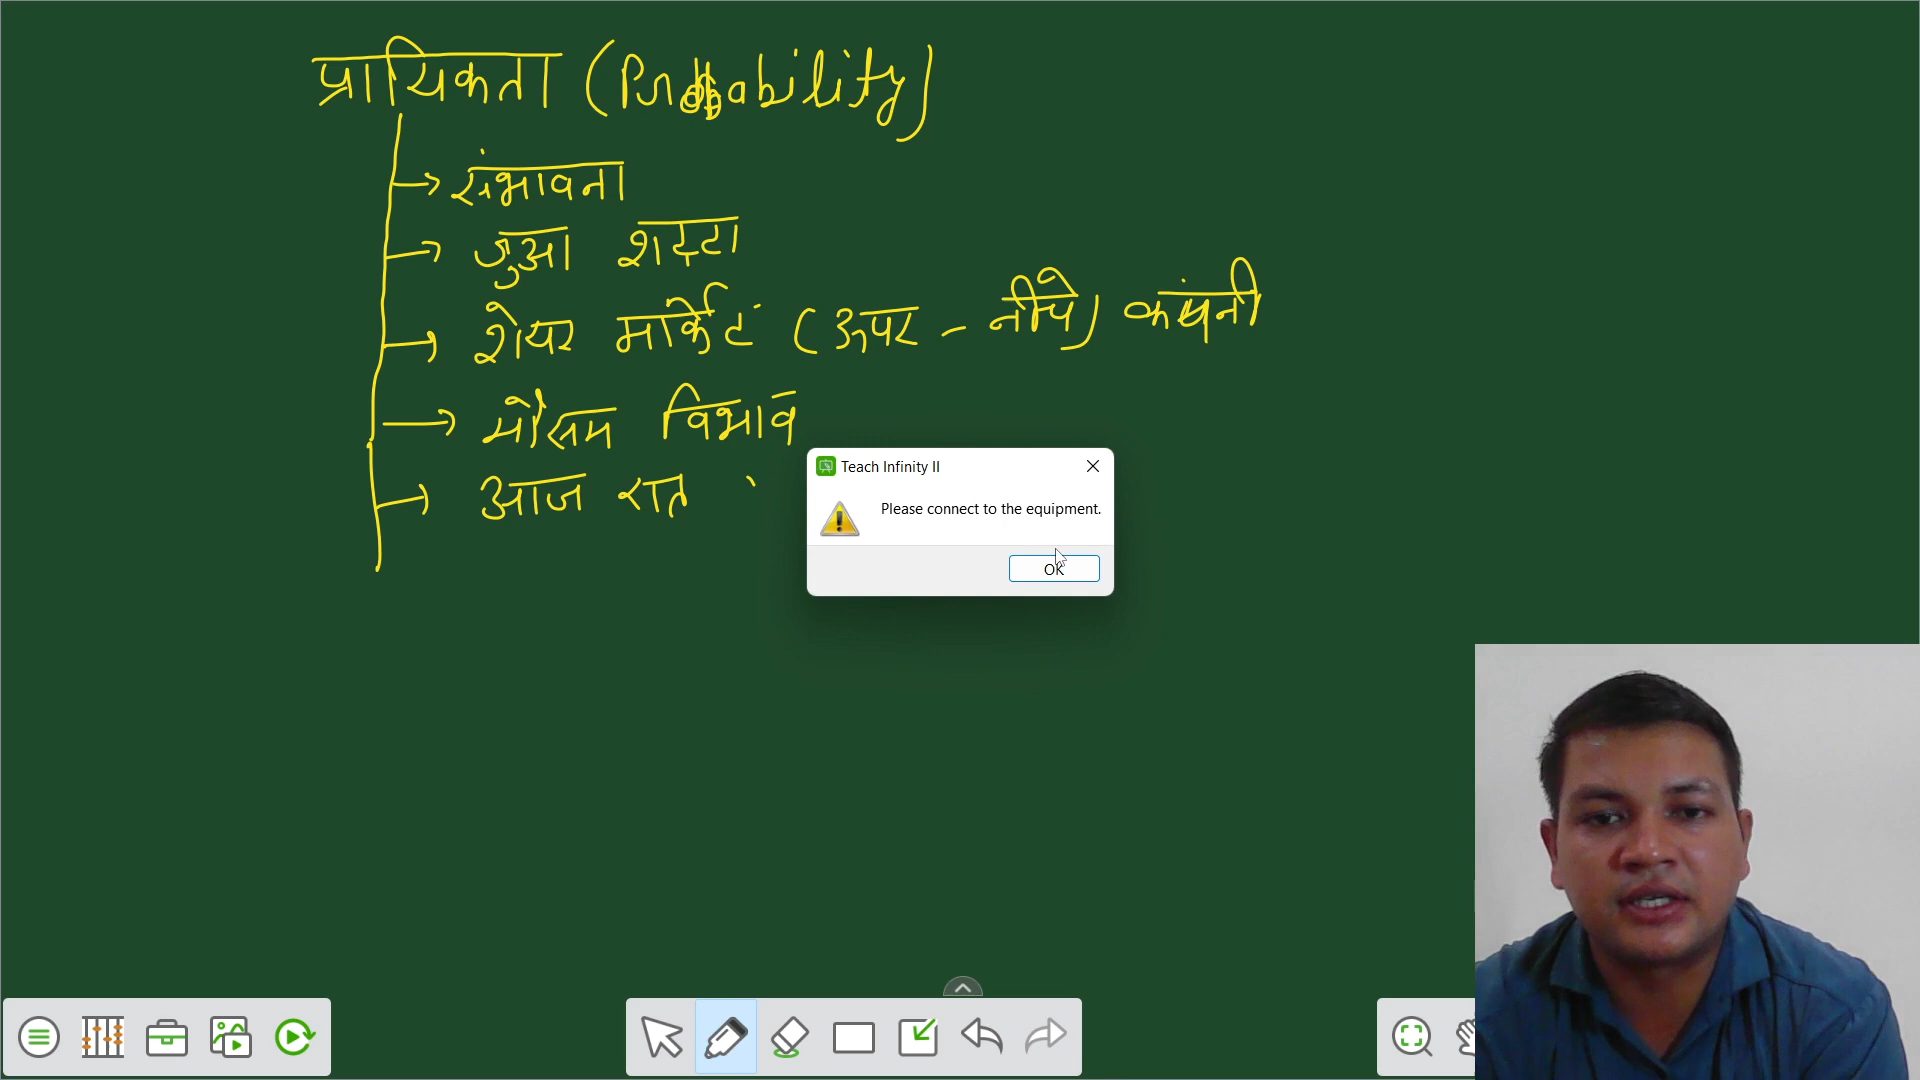 प्रायिकता (Probability)
→ संभावना
→ जुआ शट्टा
→ शेयर मार्केट (ऊपर - नीचे) कंपनी
→ मौसम विभाव
→ आज रात
Teach Infinity II
Please connect to the equipment.
OK